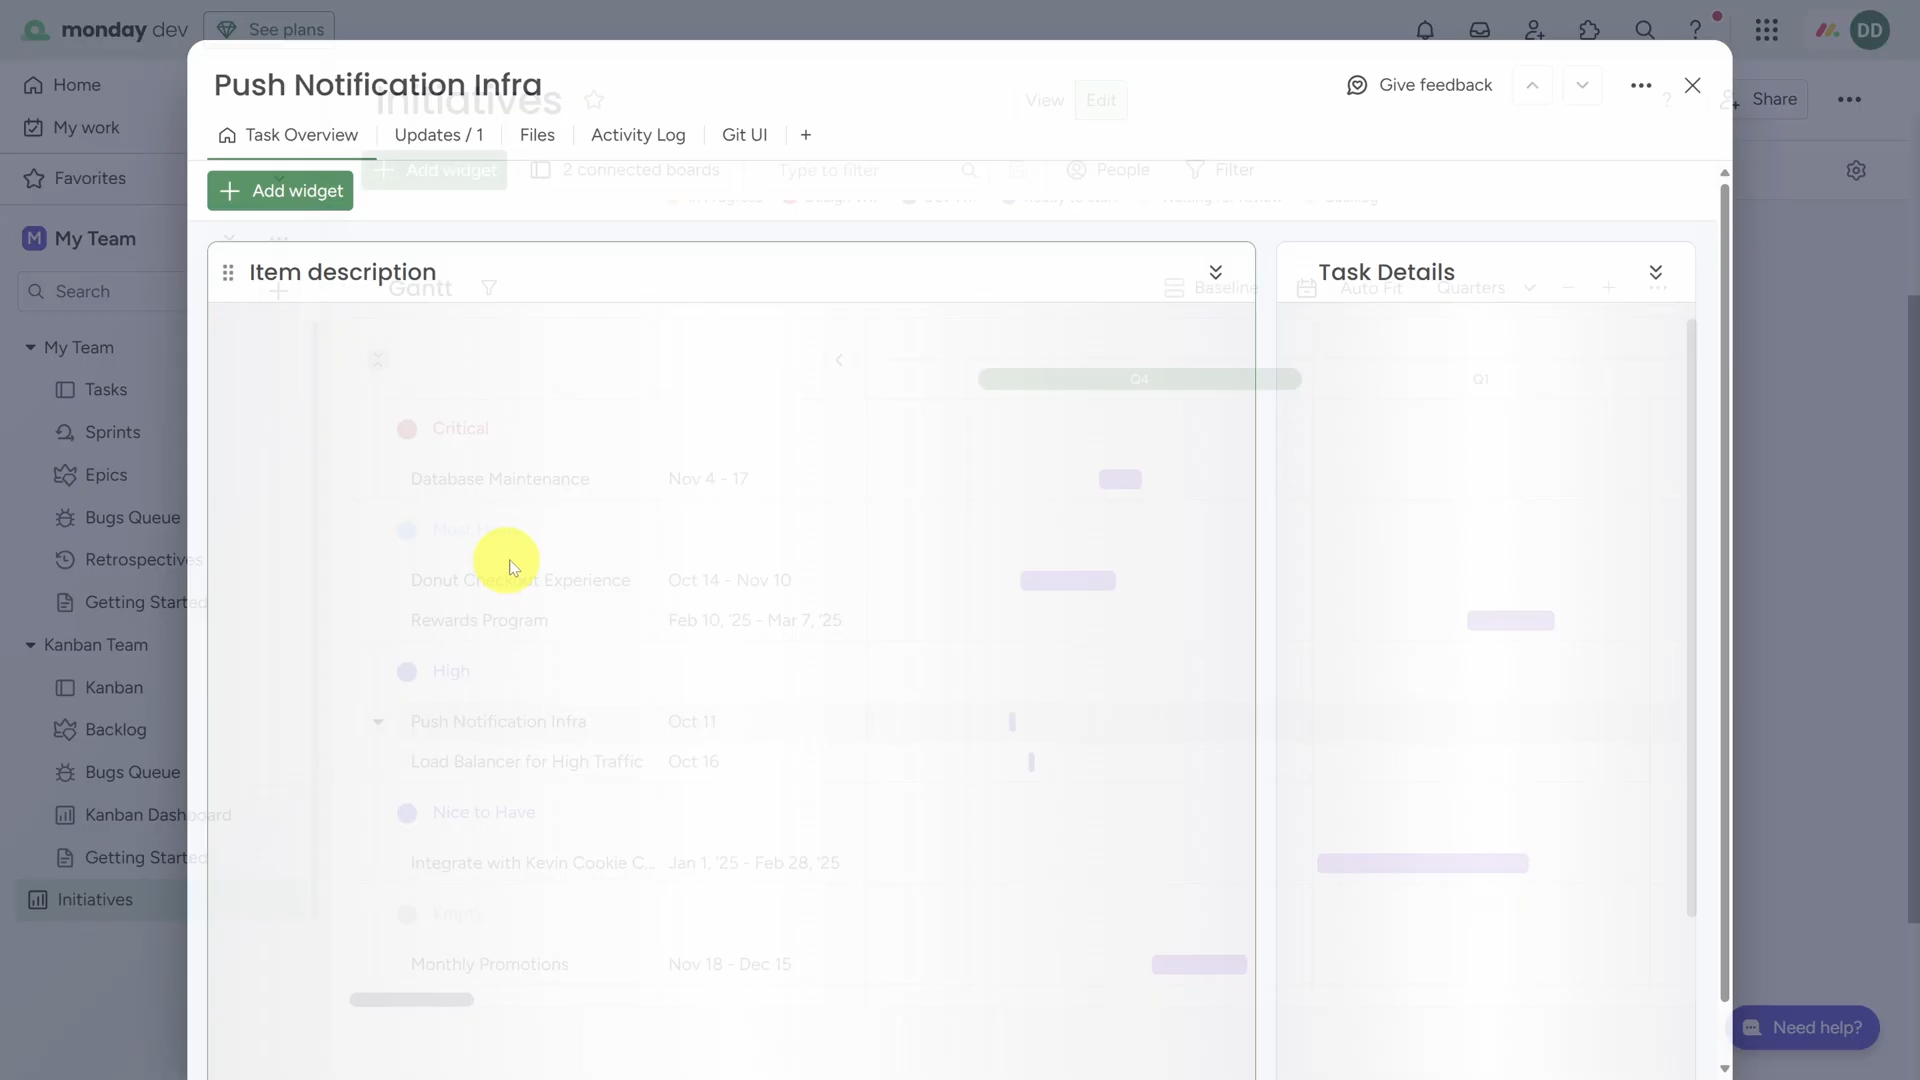 monday dev
See plans
DD
Home
My work
Favorites
My Team
Search
My Team
Tasks
Sprints
Epics
Bugs Queue
Retrospectives
Getting Started
Kanban Team
Kanban
Backlog
Bugs Queue
Kanban Dashboard
Getting Started
Initiatives
Push Notification Infra
Initiatives
View
Edit
Give feedback
Share
Task Overview
Updates / 1
Files
Activity Log
Git UI
Add widget
Add widget
2 connected boards
Type to filter
People
Filter
Item description
Task Details
Gantt
Baseline
Auto Fit
Quarters
Q4
Q1
Critical
Database Maintenance
Nov 4 - 17
Donut Checkout Experience
Oct 14 - Nov 10
Rewards Program
Feb 10, '25 - Mar 7, '25
High
Push Notification Infra
Oct 11
Load Balancer for High Traffic
Oct 16
Nice to Have
Integrate with Kevin Cookie C...
Jan 1, '25 - Feb 28, '25
Empty
Monthly Promotions
Nov 18 - Dec 15
Need help?